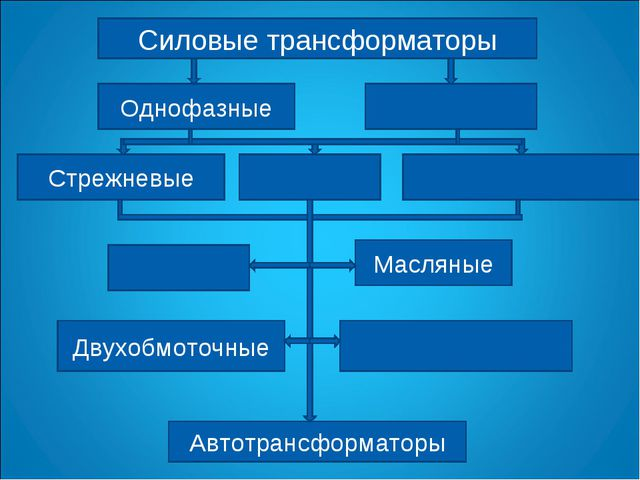 Силовые трансформаторы
Однофазные
Стрежневые
Масляные
Двухобмоточные
Автотрансформаторы